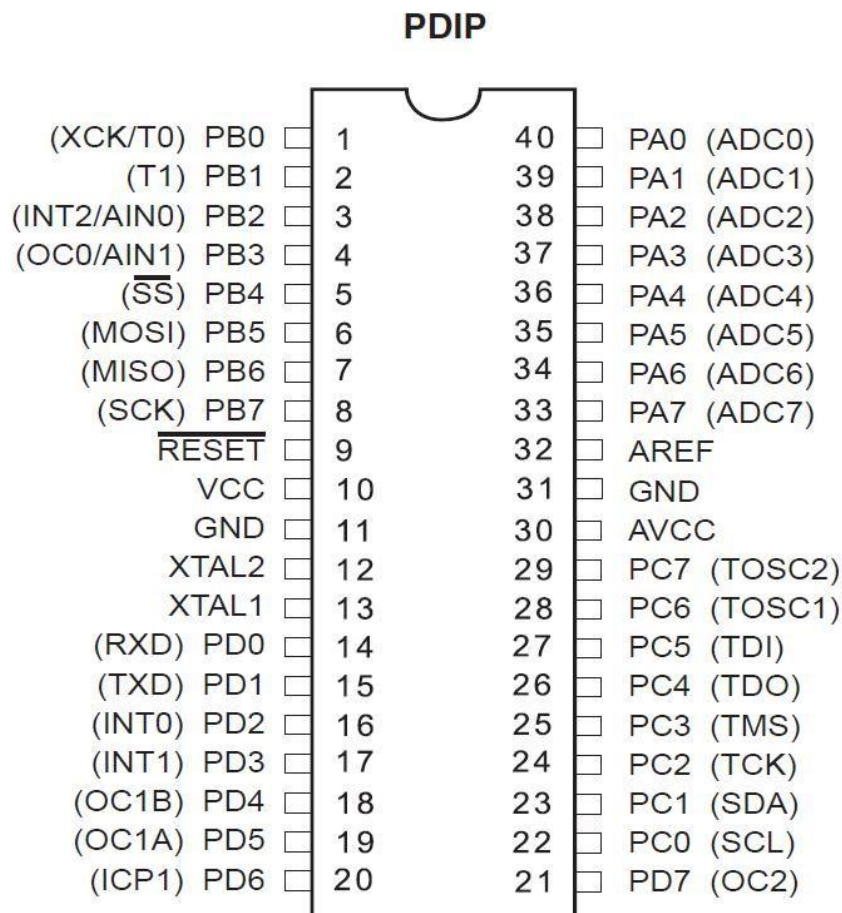 PDIP
(XCK/T0) PB0 1 40 PA0 (ADC0)
(T1) PB1 2 39 PA1 (ADC1)
(INT2/AIN0) PB2 3 38 PA2 (ADC2)
(OC0/AIN1) PB3 4 37 PA3 (ADC3)
(SS) PB4 5 36 PA4 (ADC4)
(MOSI) PB5 6 35 PA5 (ADC5)
(MISO) PB6 7 34 PA6 (ADC6)
(SCK) PB7 8 33 PA7 (ADC7)
RESET 9 32 AREF
VCC 10 31 GND
GND 11 30 AVCC
XTAL2 12 29 PC7 (TOSC2)
XTAL1 13 28 PC6 (TOSC1)
(RXD) PD0 14 27 PC5 (TDI)
(TXD) PD1 15 26 PC4 (TDO)
(INT0) PD2 16 25 PC3 (TMS)
(INT1) PD3 17 24 PC2 (TCK)
(OC1B) PD4 18 23 PC1 (SDA)
(OC1A) PD5 19 22 PC0 (SCL)
(ICP1) PD6 20 21 PD7 (OC2)